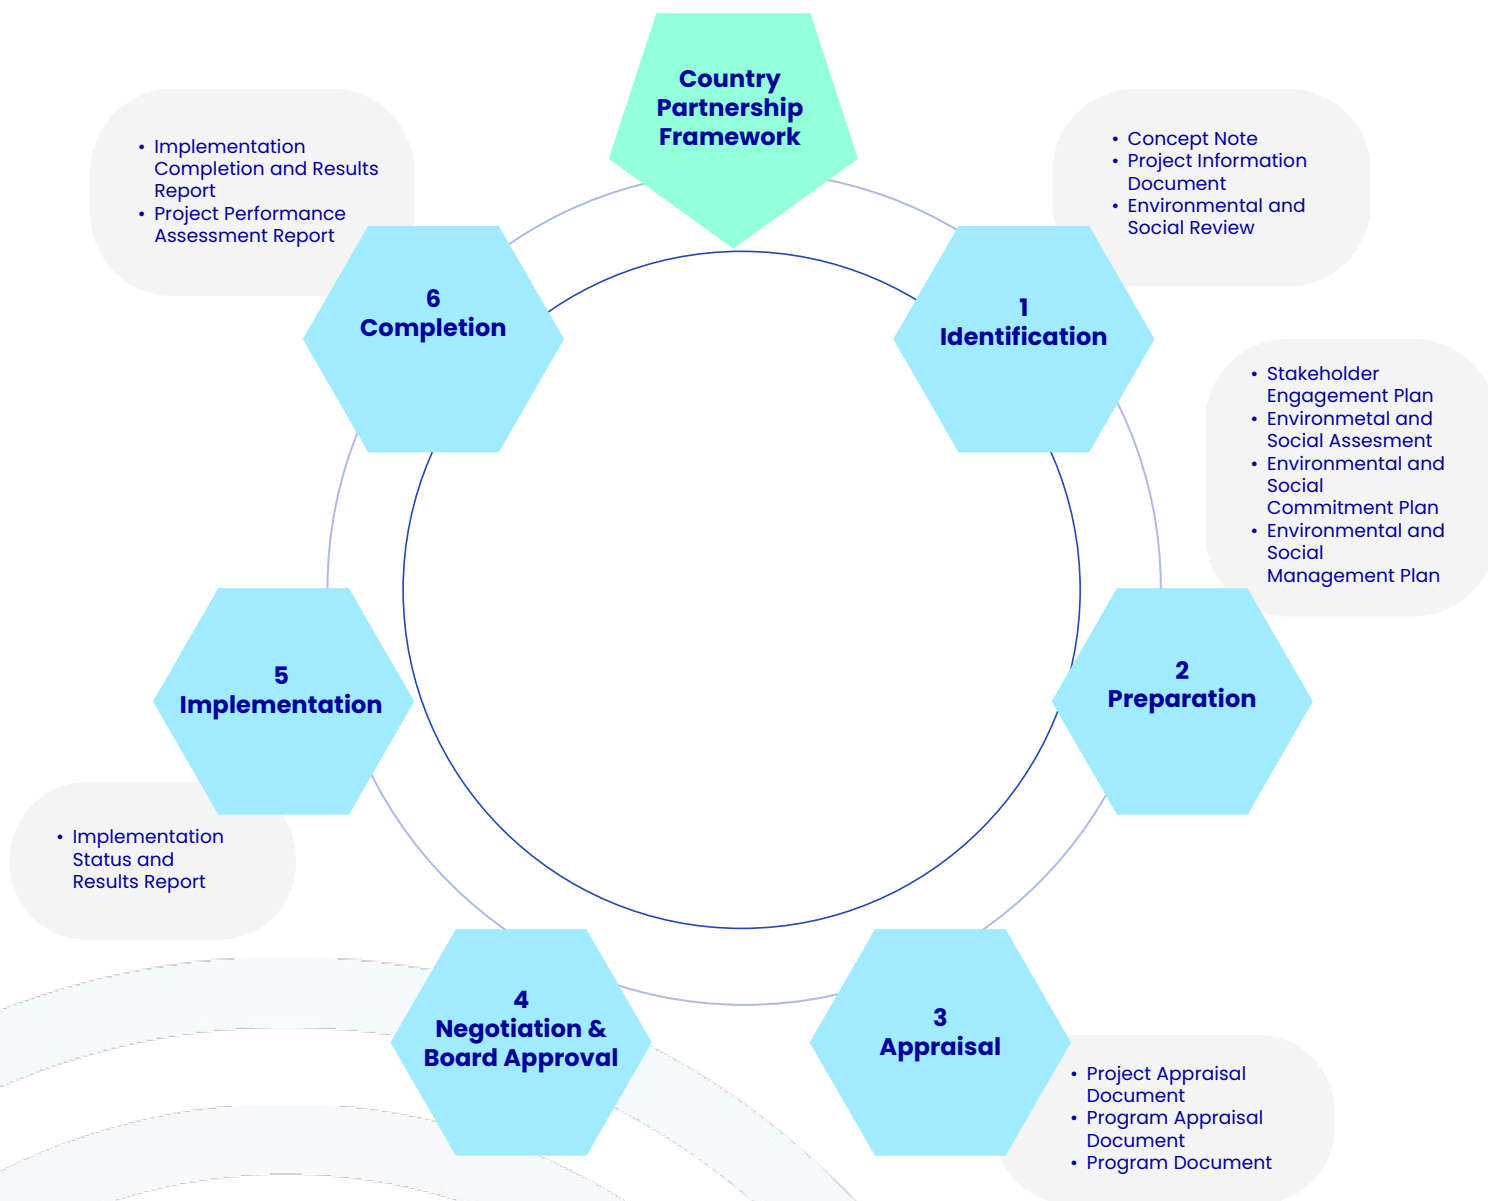 Country
Partnership
Framework
• Concept Note
• Project Information
Document
• Environmental and
Social Review
1
Identification
• Stakeholder
Engagement Plan
• Environmetal and
Social Assesment
• Environmental and
Social
Commitment Plan
• Environmental and
Social
Management Plan
2
Preparation
3
Appraisal
• Project Appraisal
Document
• Program Appraisal
Document
• Program Document
4
Negotiation &
Board Approval
5
Implementation
• Implementation
Status and
Results Report
6
Completion
• Implementation
Completion and Results
Report
• Project Performance
Assessment Report